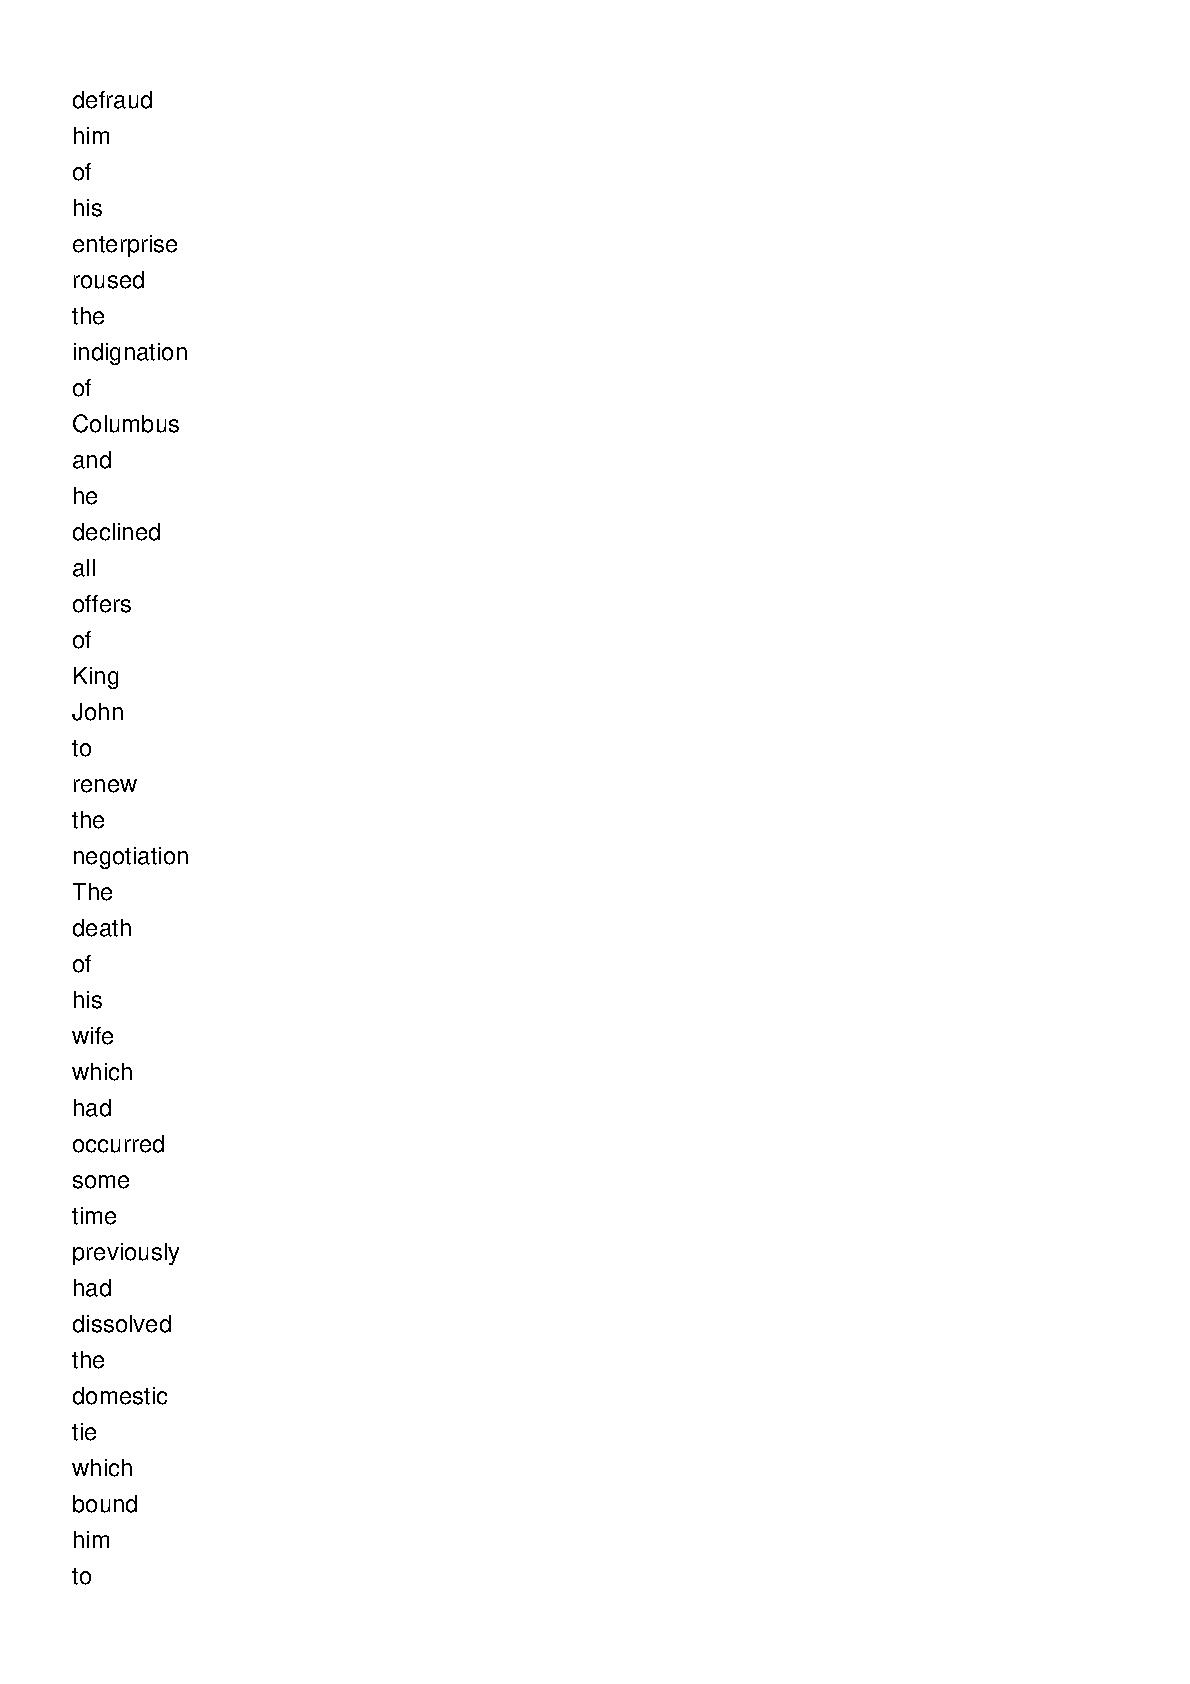 defraud
him
of
his
enterprise
roused
the
indignation
of
Columbus
and
he
declined
all
offers
of
King
John
to
renew
the
negotiation
The
death
of
his
wife
which
had
occurred
some
time
previously
had
dissolved
the
domestic
tie
which
bound
him
to